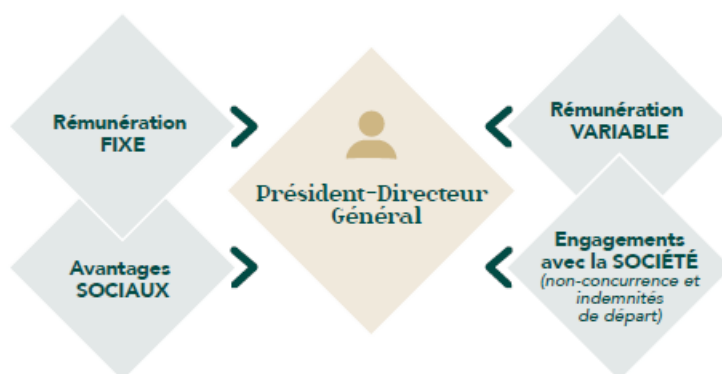 Rémunération
FIXE
Avantages
SOCIAUX
Président-Directeur
Général
Rémunération
VARIABLE
Engagements
avec la SOCIÉTÉ
(non-concurrence et
indemnités
de départ)